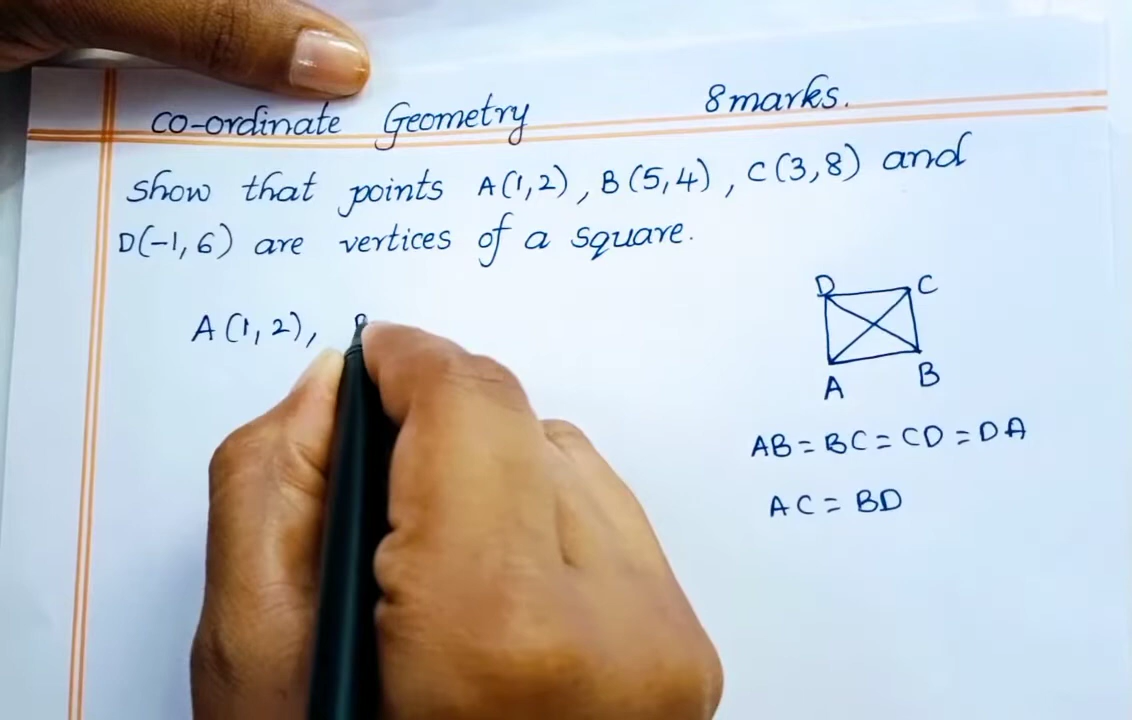 co-ordinate Geometry 8marks.
show that points A(1,2), B(5,4), C(3,8) and
D(-1,6) are vertices of a square.
D C
A(1,2),
A B
AB = BC = CD = DA
AC = BD